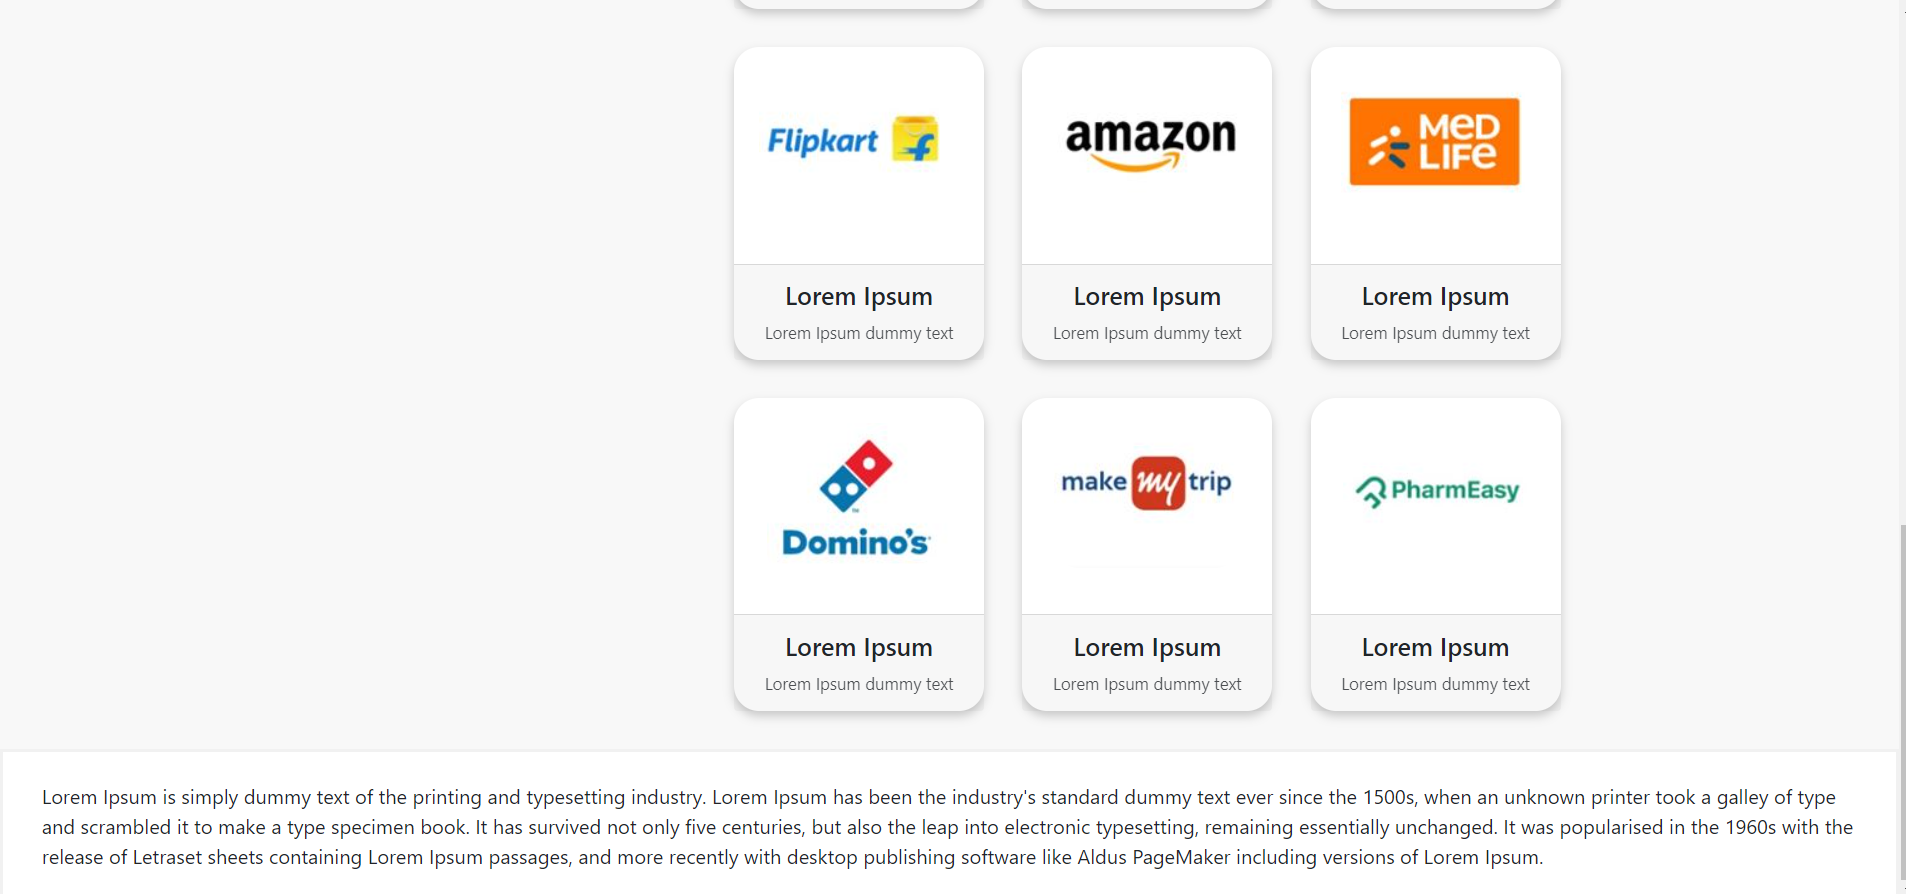 Flipkart
amazon
MeD
LIFe
Lorem Ipsum
Lorem Ipsum dummy text
Lorem Ipsum
Lorem Ipsum dummy text
Lorem Ipsum
Lorem Ipsum dummy text
Domino's
make my trip
PharmEasy
Lorem Ipsum
Lorem Ipsum dummy text
Lorem Ipsum
Lorem Ipsum dummy text
Lorem Ipsum
Lorem Ipsum dummy text
Lorem Ipsum is simply dummy text of the printing and typesetting industry. Lorem Ipsum has been the industry's standard dummy text ever since the 1500s, when an unknown printer took a galley of type
and scrambled it to make a type specimen book. It has survived not only five centuries, but also the leap into electronic typesetting, remaining essentially unchanged. It was popularised in the 1960s with the
release of Letraset sheets containing Lorem Ipsum passages, and more recently with desktop publishing software like Aldus PageMaker including versions of Lorem Ipsum.